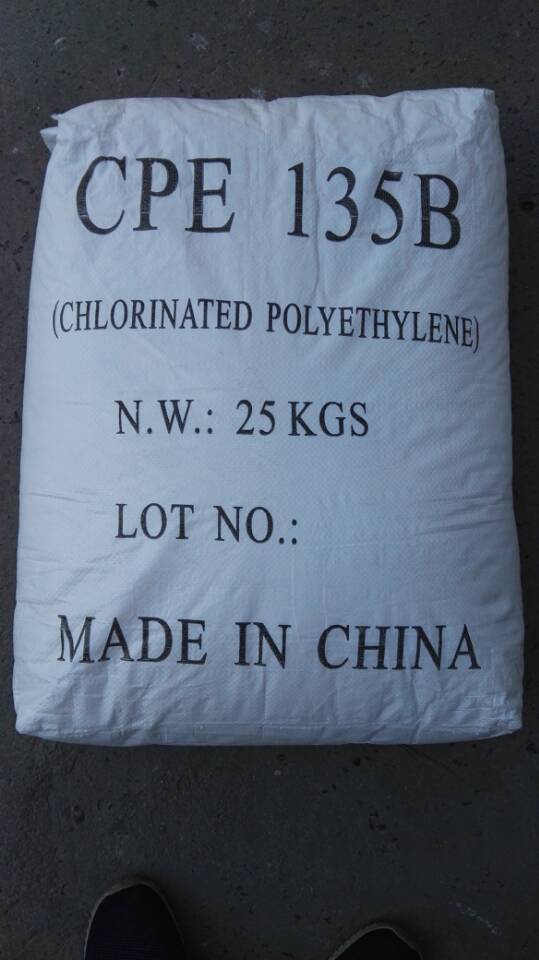 CPE 135B
(CHLORINATED POLYETHYLENE)
N.W.: 25 KGS
LOT NO.:
MADE IN CHINA